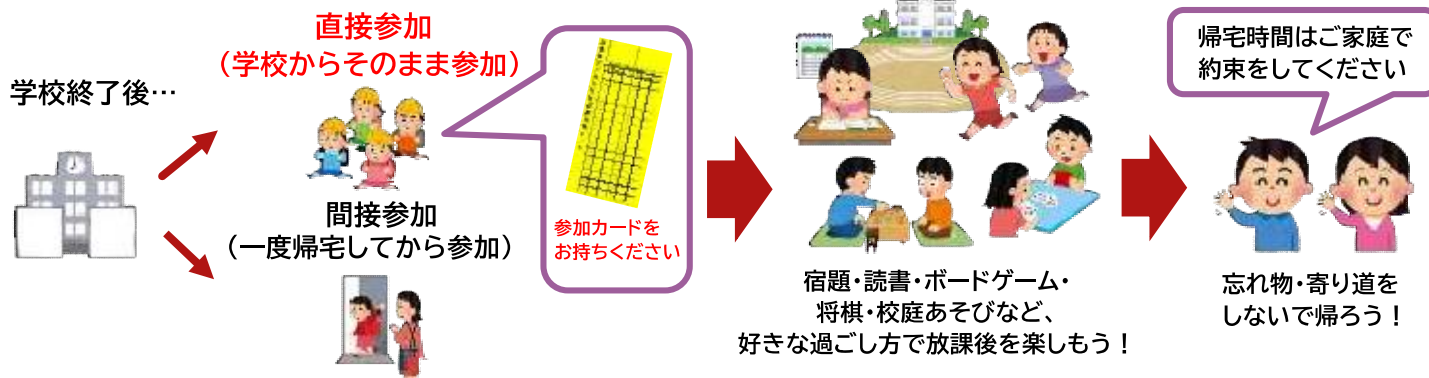 学校終了後…
直接参加
（学校からそのまま参加）
間接参加
（一度帰宅してから参加）
参加カードを
お持ちください
宿題・読書・ボードゲーム・
将棋・校庭あそびなど、
好きな過ごし方で放課後を楽しもう！
帰宅時間はご家庭で
約束をしてください
忘れ物・寄り道を
しないで帰ろう！